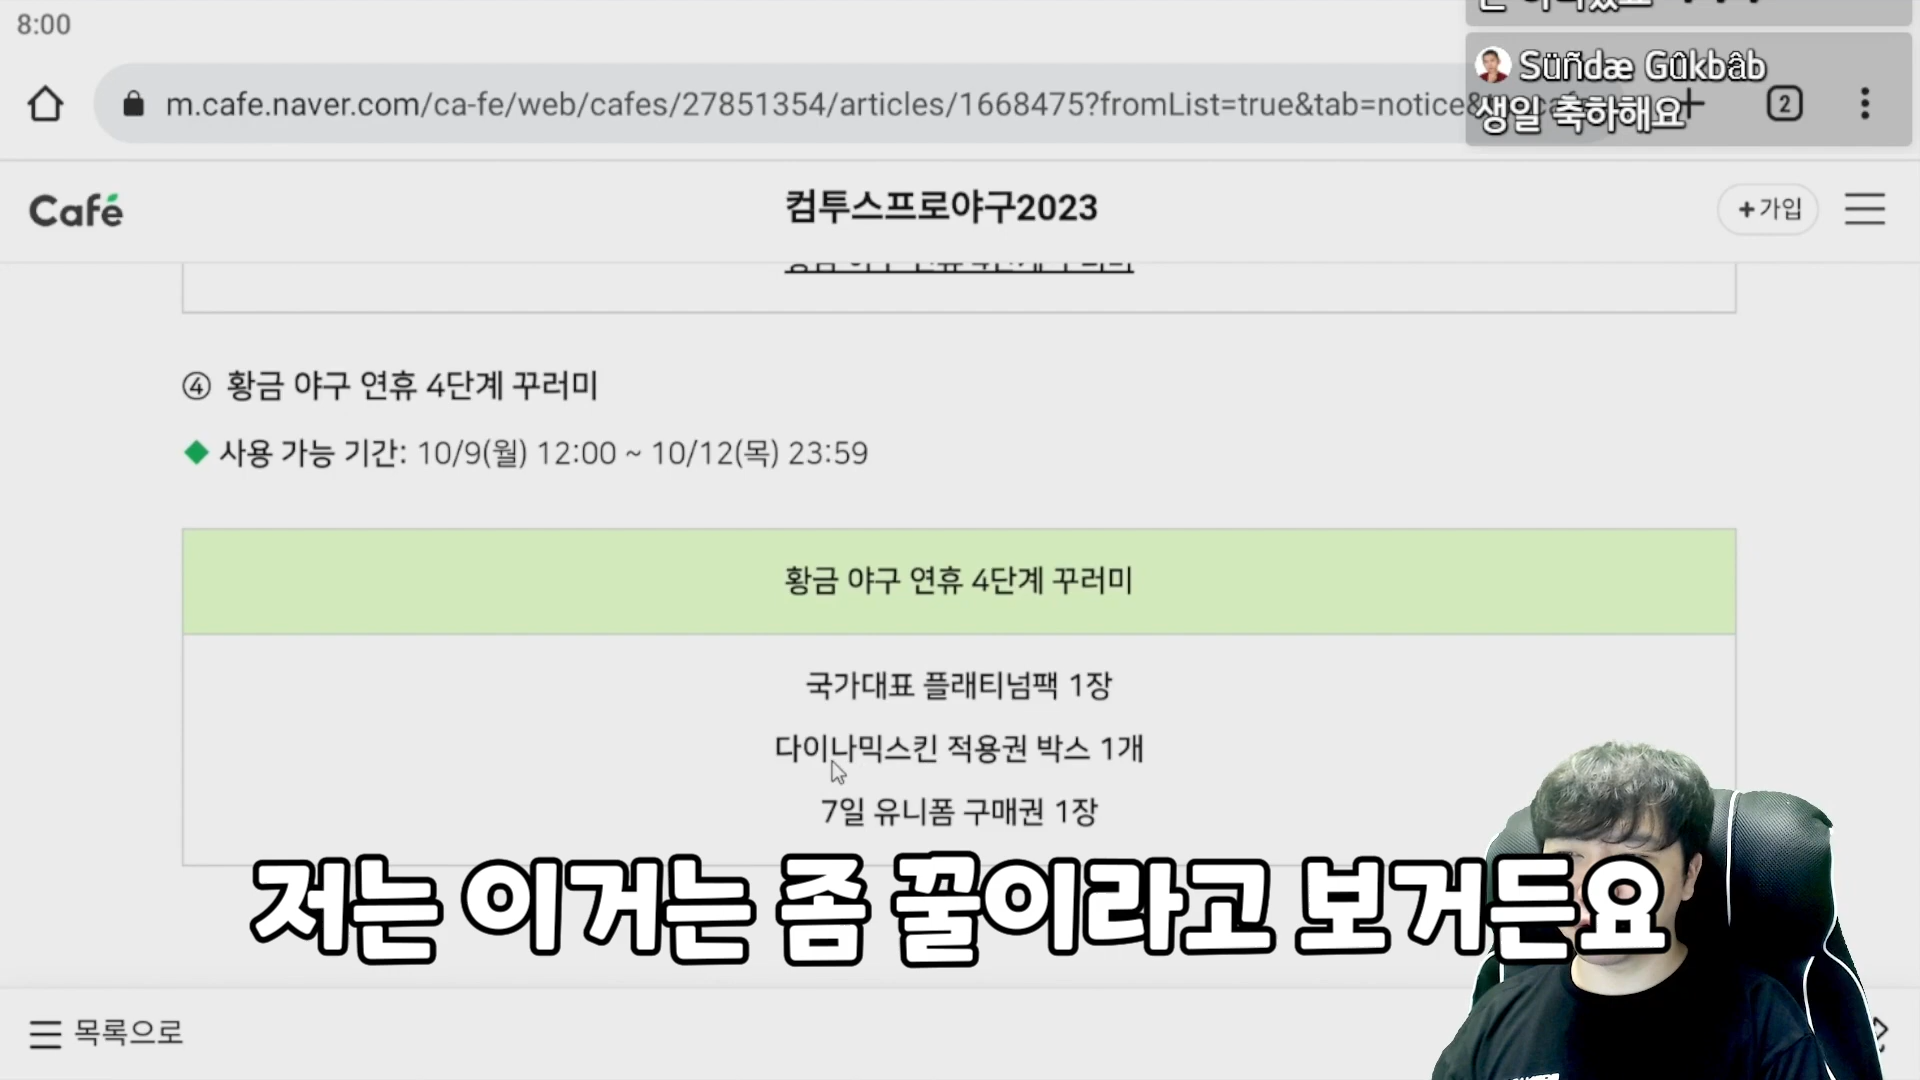 8:00
m.cafe.naver.com/ca-fe/web/cafes/27851354/articles/1668475?fromList=true&tab=notice&
Süñdæ Gûkbâb
생일 축하해요
2
Café
컴투스프로야구2023
+ 가입
④ 황금 야구 연휴 4단계 꾸러미
◆ 사용 가능 기간: 10/9(월) 12:00 ~ 10/12(목) 23:59
황금 야구 연휴 4단계 꾸러미
국가대표 플래티넘팩 1장
다이나믹스킨 적용권 박스 1개
7일 유니폼 구매권 1장
저는 이거는 좀 꿀이라고 보거든요
목록으로